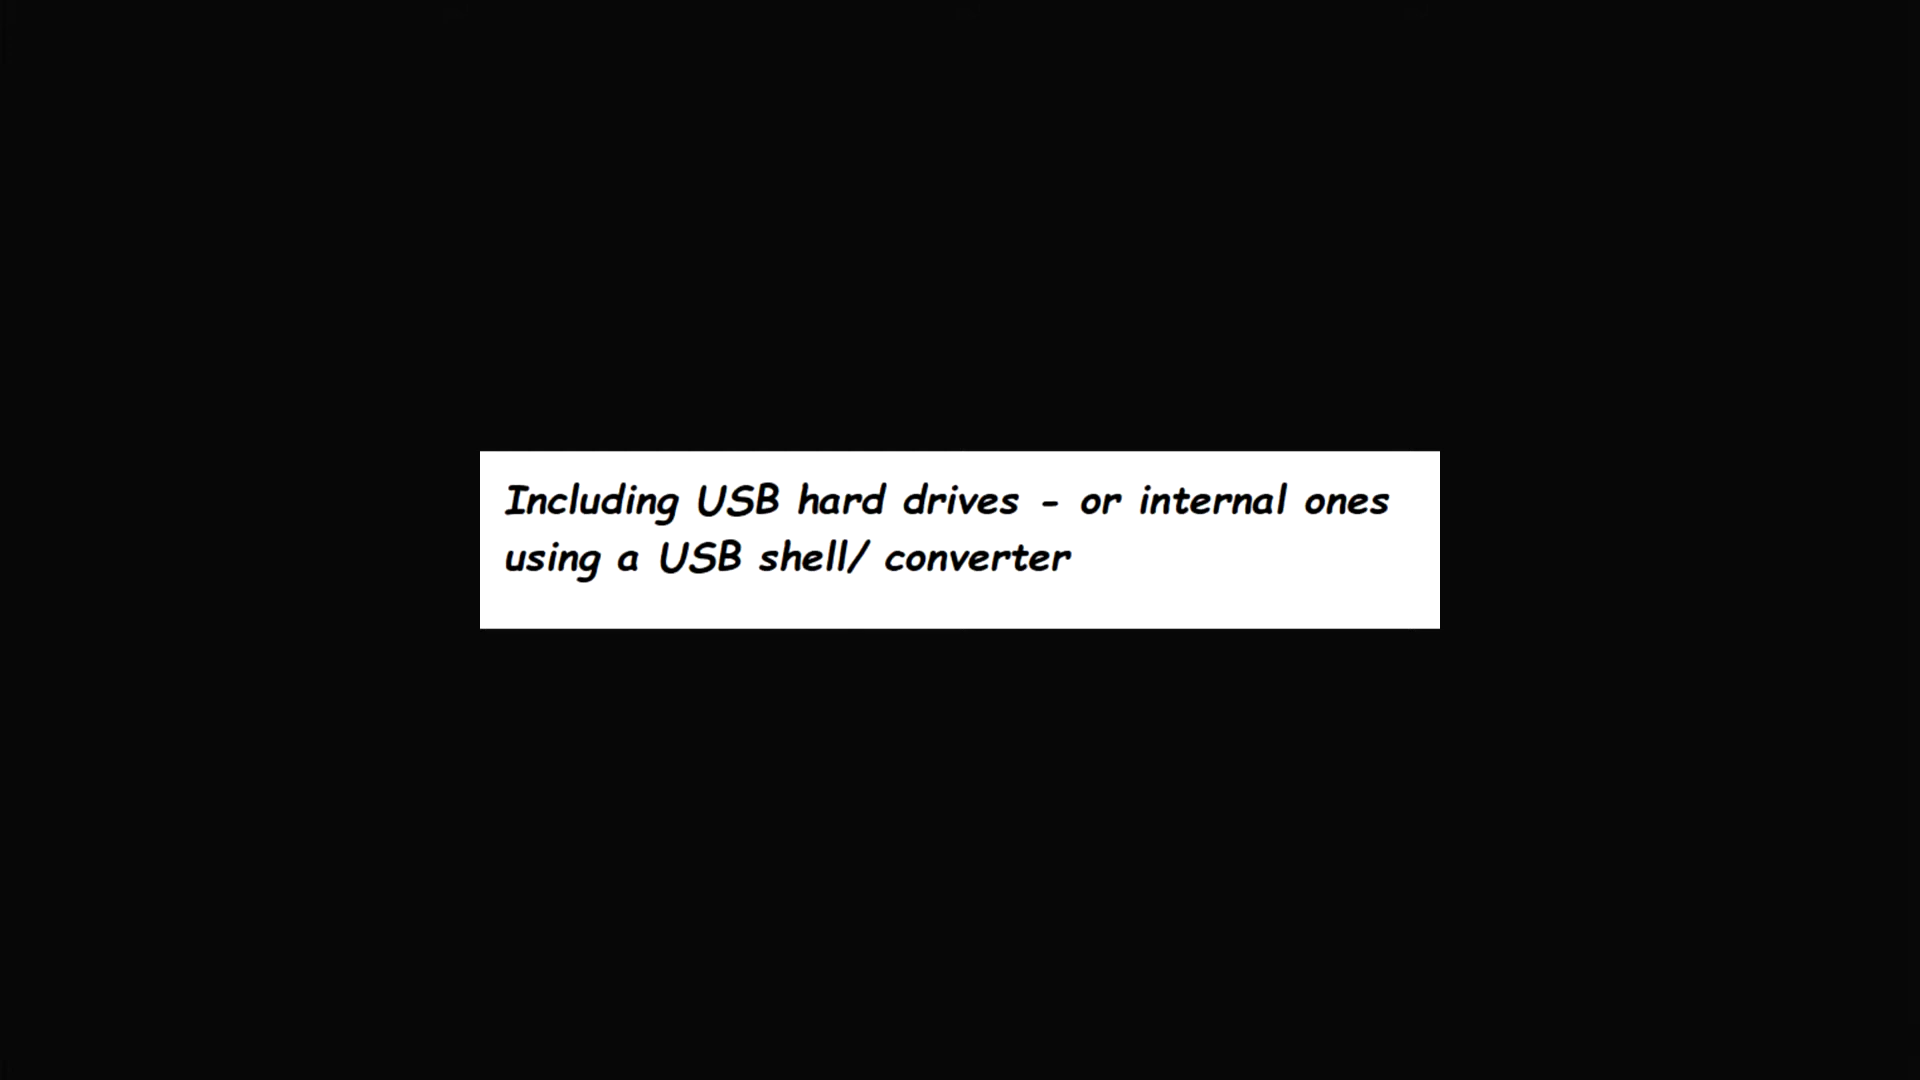 Including USB hard drives - or internal ones
using a USB shell/ converter